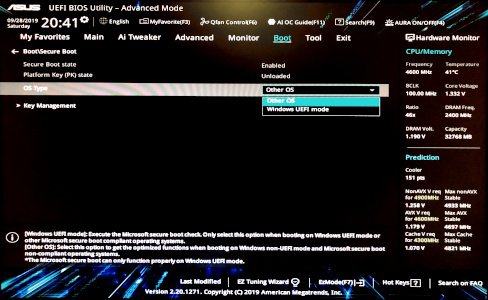 ASUS UEFI BIOS Utility – Advanced Mode
09/28/2019 Saturday 20:41 English MyFavorite(F3) Qfan Control(F6) AI OC Guide(F11) Search(F9) AURA ON/OFF(F4)
My Favorites Main Ai Tweaker Advanced Monitor Boot Tool Exit
Hardware Monitor
Boot\Secure Boot
Secure Boot state Enabled
Platform Key (PK) state Unloaded
OS Type Other OS
Other OS
Windows UEFI mode
Key Management
CPU/Memory
Frequency Temperature
4600 MHz 41°C
BCLK Core Voltage
100.00 MHz 1.332 V
Ratio DRAM Freq.
46x 2400 MHz
DRAM Volt. Capacity
1.190 V 32768 MB
Prediction
Cooler
151 pts
NonAVX V req Max nonAVX
for 4900MHz Stable
1.258 V 4933 MHz
AVX V req Max AVX
for 4600MHz Stable
1.179 V 4697 MHz
Cache V req Max Cache
for 4300MHz Stable
1.070 V 4821 MHz
[Windows UEFI mode]: Execute the Microsoft secure boot check. Only select this option when booting on Windows UEFI mode or
other Microsoft secure boot compliant operating systems.
[Other OS]: Select this option to get the optimized functions when booting on Windows non-UEFI mode and Microsoft secure boot
non-compliant operating systems.
*The Microsoft secure boot can only function properly on Windows UEFI mode.
Last Modified EZ Tuning Wizard EzMode(F7) Hot Keys ? Search on FAQ
Version 2.20.1271. Copyright (C) 2019 American Megatrends, Inc.